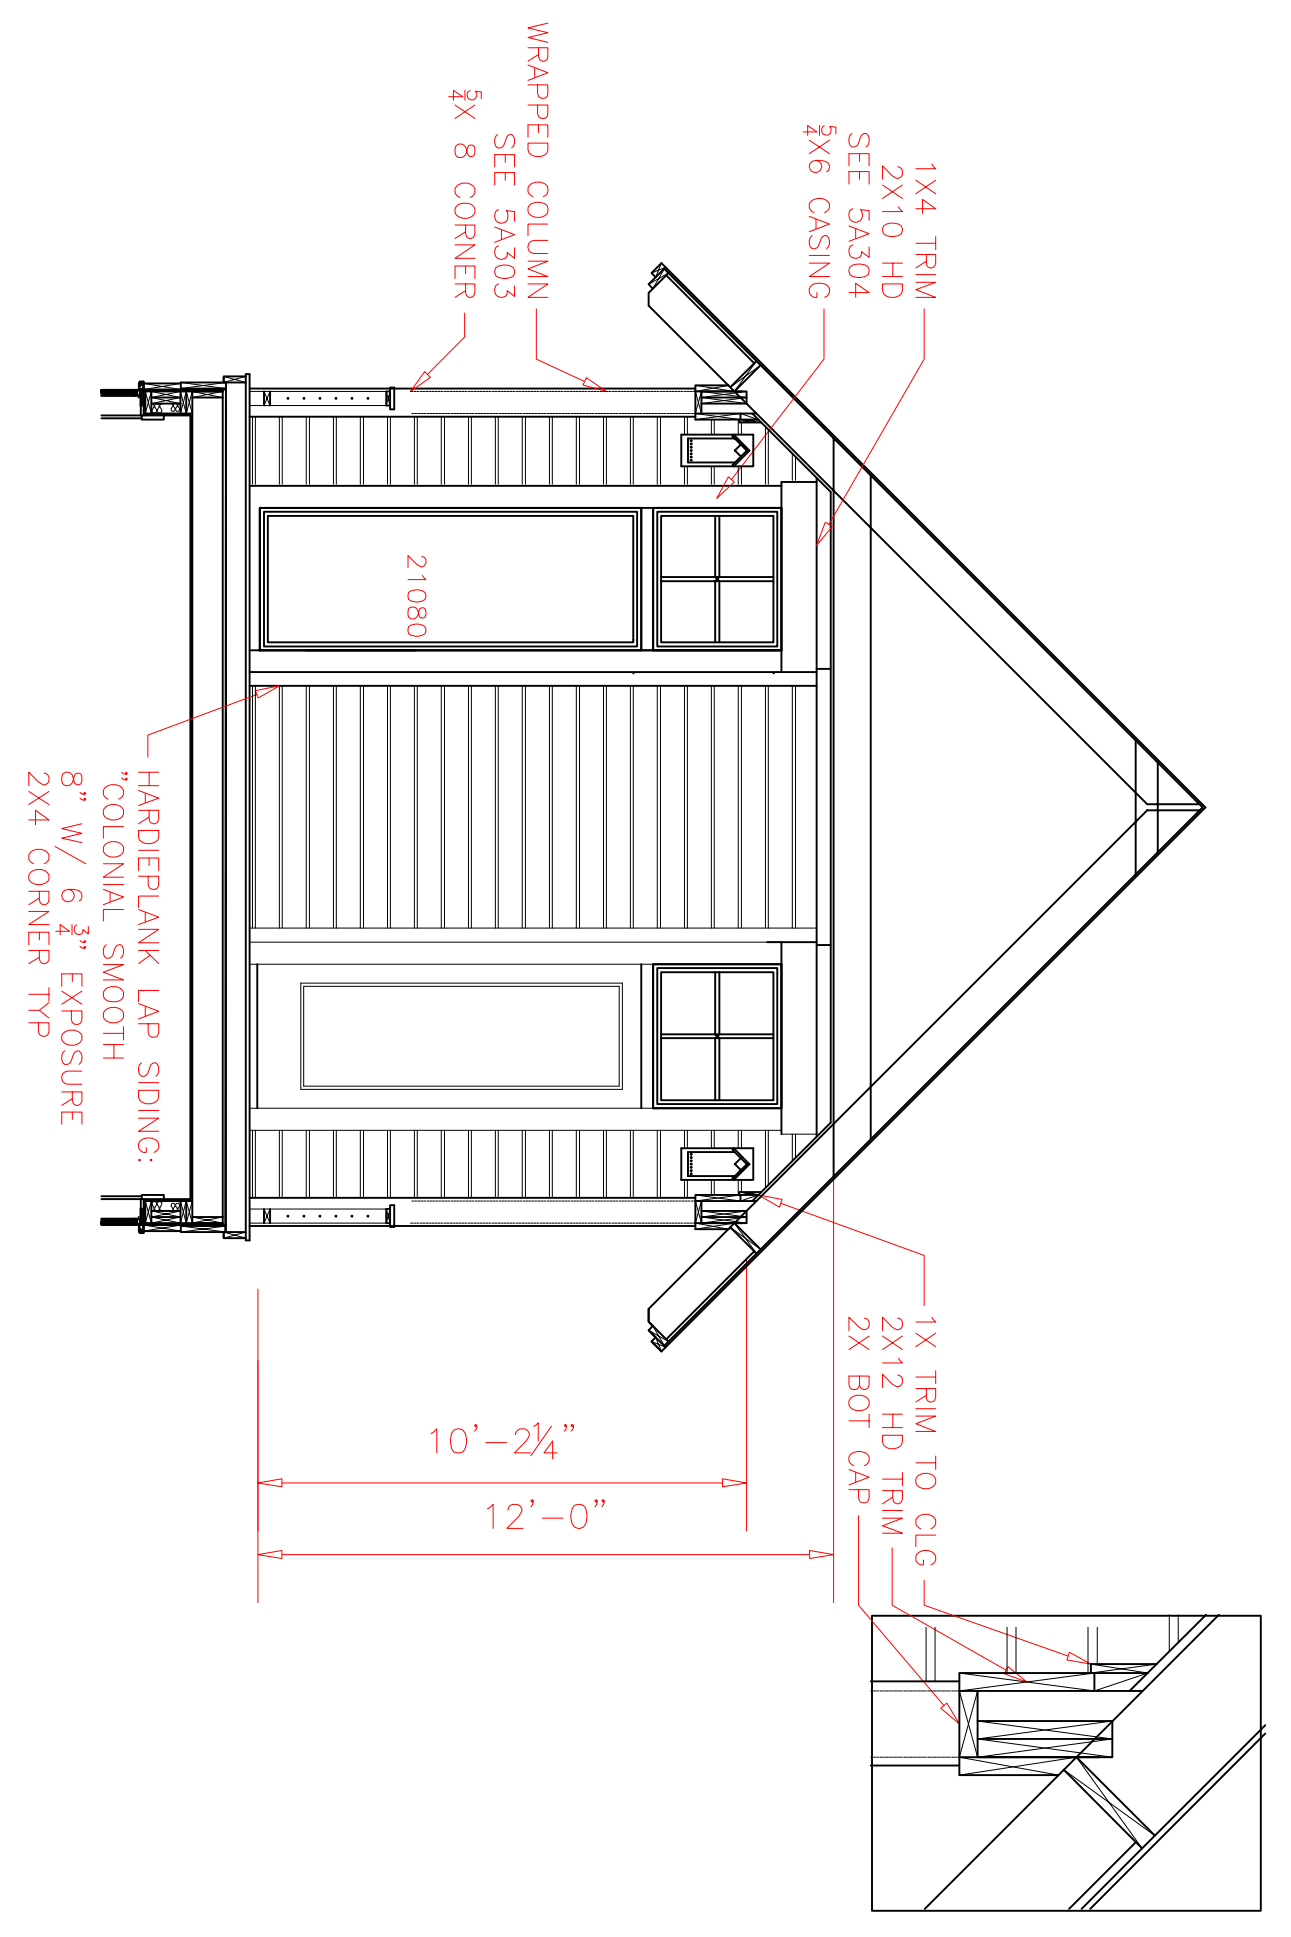 1X4 TRIM
2X10 HD
SEE 5A304
5/4X6 CASING
WRAPPED COLUMN
SEE 5A303
5/4X 8 CORNER
21080
1X TRIM TO CLG
2X12 HD TRIM
2X BOT CAP
10'-2¼"
12'-0"
HARDIEPLANK LAP SIDING:
"COLONIAL SMOOTH
8" W/ 6 3/4" EXPOSURE
2X4 CORNER TYP